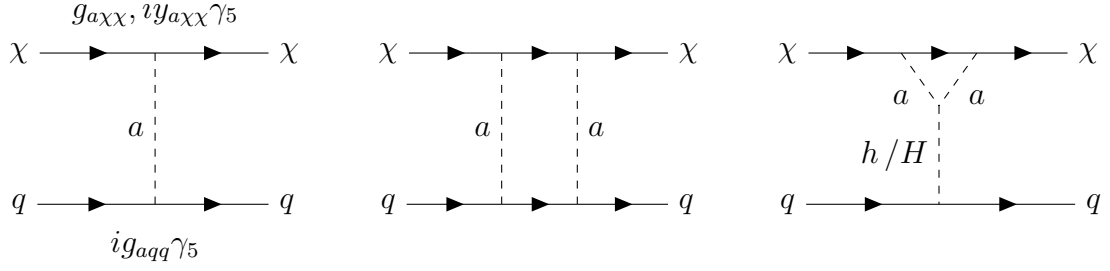 g_{aχχ}, iy_{aχχ}γ_5
χ χ χ χ χ χ
a a a a a
h /H
q q q q q q
ig_{aqq}γ_5